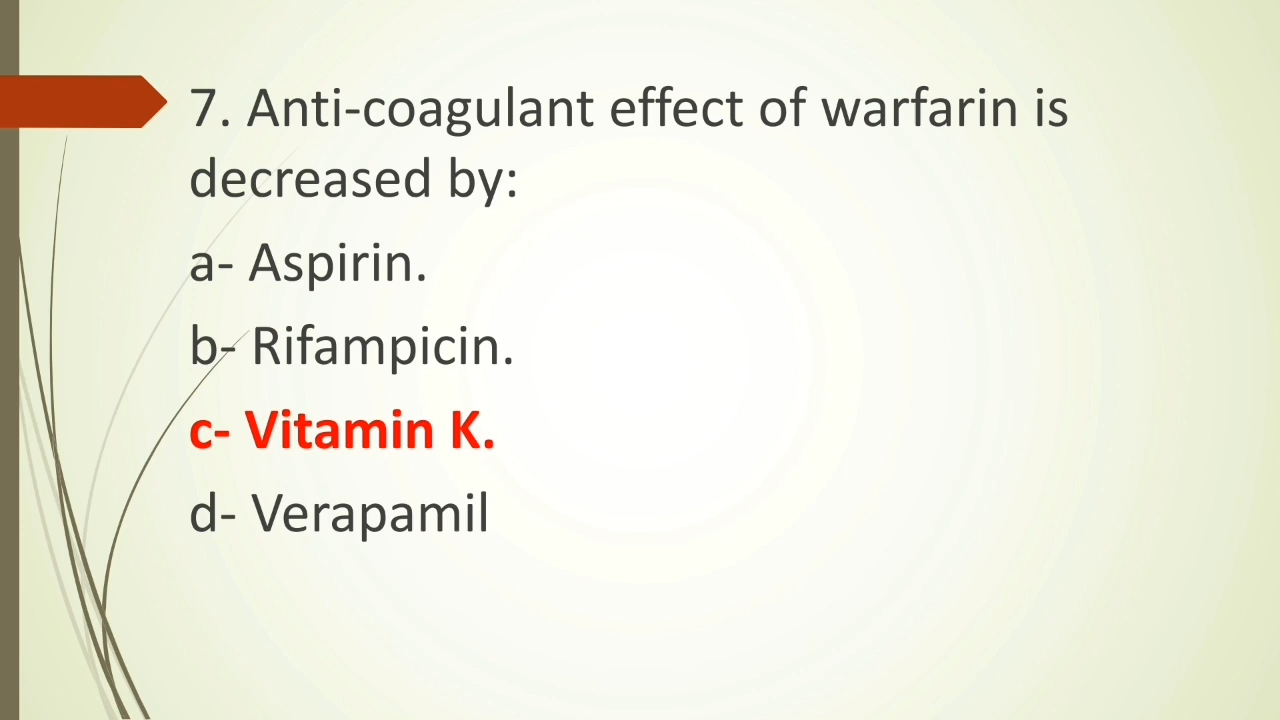 7. Anti-coagulant effect of warfarin is
decreased by:
a- Aspirin.
b- Rifampicin.
c- Vitamin K.
d- Verapamil